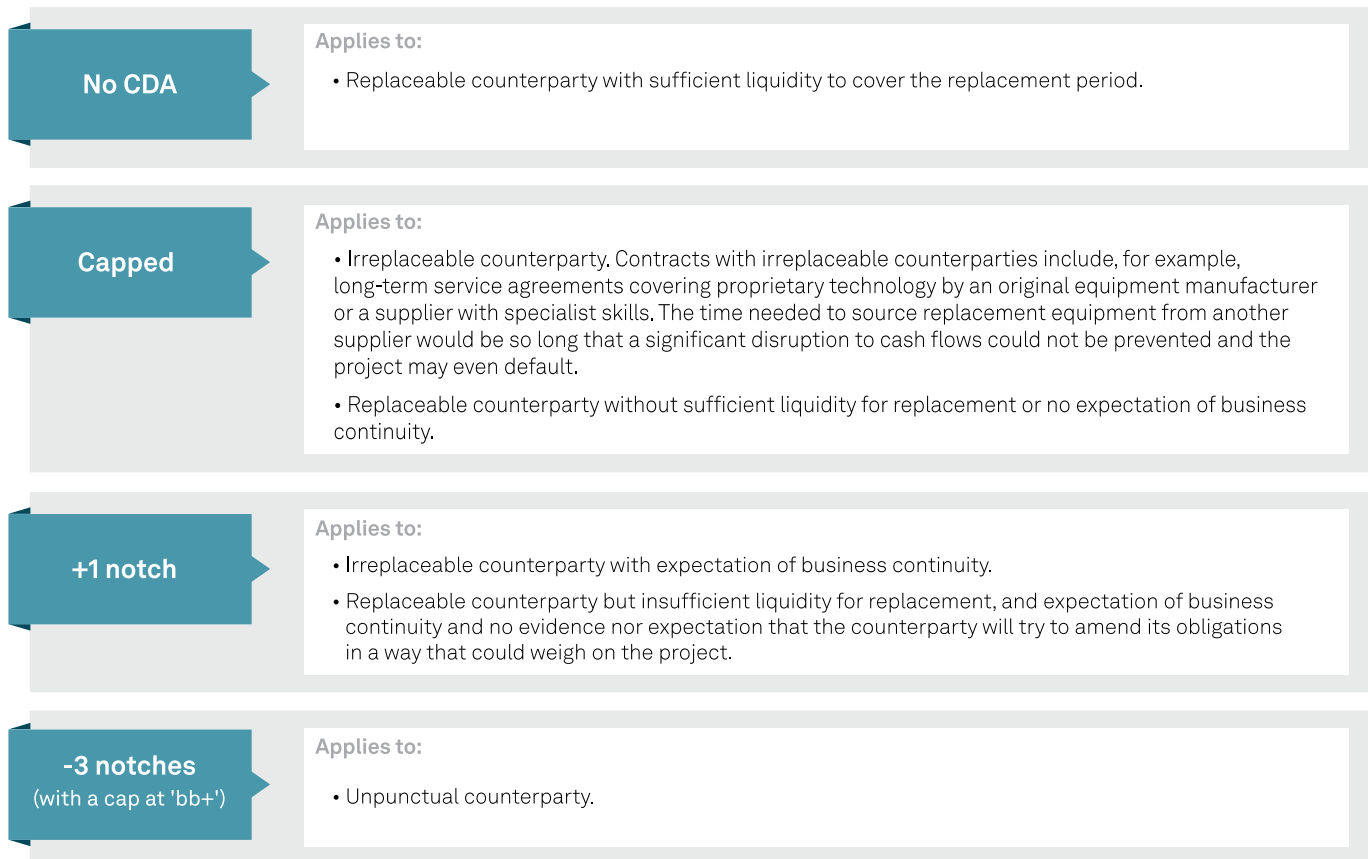 No CDA
Applies to:
• Replaceable counterparty with sufficient liquidity to cover the replacement period.
Capped
Applies to:
• Irreplaceable counterparty. Contracts with irreplaceable counterparties include, for example,
long-term service agreements covering proprietary technology by an original equipment manufacturer
or a supplier with specialist skills. The time needed to source replacement equipment from another
supplier would be so long that a significant disruption to cash flows could not be prevented and the
project may even default.
• Replaceable counterparty without sufficient liquidity for replacement or no expectation of business
continuity.
+1 notch
Applies to:
• Irreplaceable counterparty with expectation of business continuity.
• Replaceable counterparty but insufficient liquidity for replacement, and expectation of business
continuity and no evidence nor expectation that the counterparty will try to amend its obligations
in a way that could weigh on the project.
-3 notches
(with a cap at 'bb+')
Applies to:
• Unpunctual counterparty.